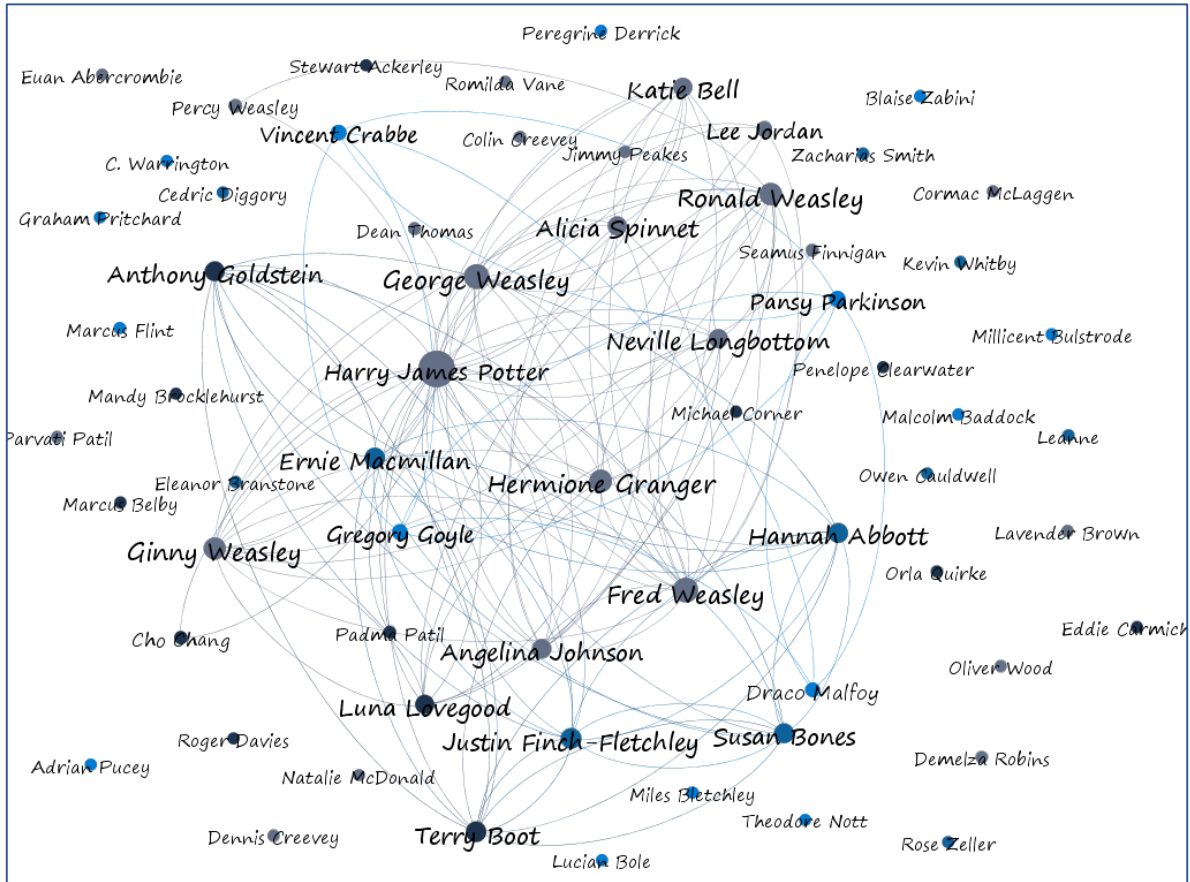 Peregrine Derrick
Stewart Ackerley
Euan Abercrombie
Romilda Vane
Katie Bell
Blaise Zabini
Percy Weasley
Vincent Crabbe
Lee Jordan
Colin Creevey
Jimmy Peakes
Zacharias Smith
C. Warrington
Cedric Diggory
Ronald Weasley
Cormac McLaggen
Graham Pritchard
Dean Thomas
Alicia Spinnet
Seamus Finnigan
Kevin Whitby
Anthony Goldstein
George Weasley
Pansy Parkinson
Marcus Flint
Neville Longbottom
Millicent Bulstrode
Harry James Potter
Penelope Clearwater
Mandy Brocklehurst
Michael Corner
Malcolm Baddock
Parvati Patil
Leanne
Ernie Macmillan
Owen Cauldwell
Eleanor Branstone
Hermione Granger
Marcus Belby
Gregory Goyle
Hannah Abbott
Lavender Brown
Ginny Weasley
Orla Quirke
Fred Weasley
Cho Chang
Padma Patil
Eddie Carmich
Angelina Johnson
Oliver Wood
Draco Malfoy
Luna Lovegood
Roger Davies
Justin Finch-Fletchley
Susan Bones
Demelza Robins
Adrian Pucey
Natalie McDonald
Miles Bletchley
Theodore Nott
Dennis Creevey
Terry Boot
Rose Zeller
Lucian Bole